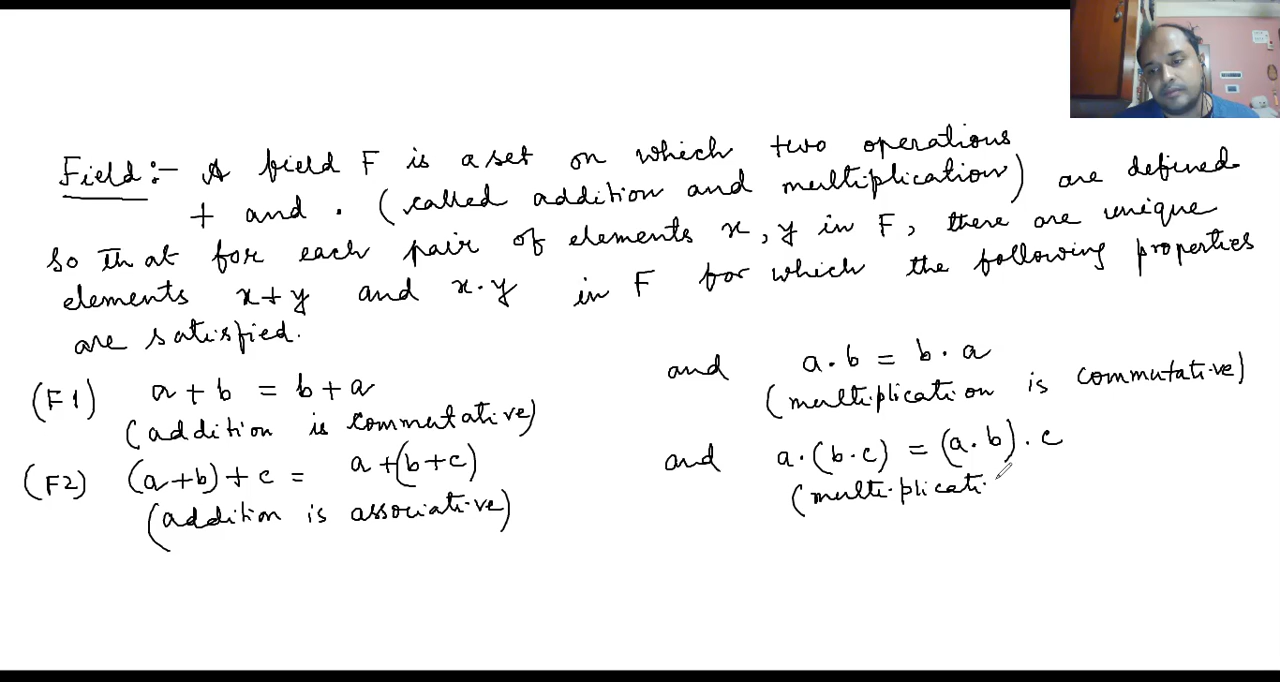 Field:- A field F is a set on which two operations
+ and . (called addition and multiplication) are defined
so that for each pair of elements x, y in F, there are unique
elements x+y and x.y in F for which the following properties
are satisfied.
(F1) a + b = b + a and a.b = b.a
(addition is commutative) (multiplication is commutative)
(F2) (a+b)+c = a+(b+c) and a.(b.c) = (a.b).c
(addition is associative) (multiplicati